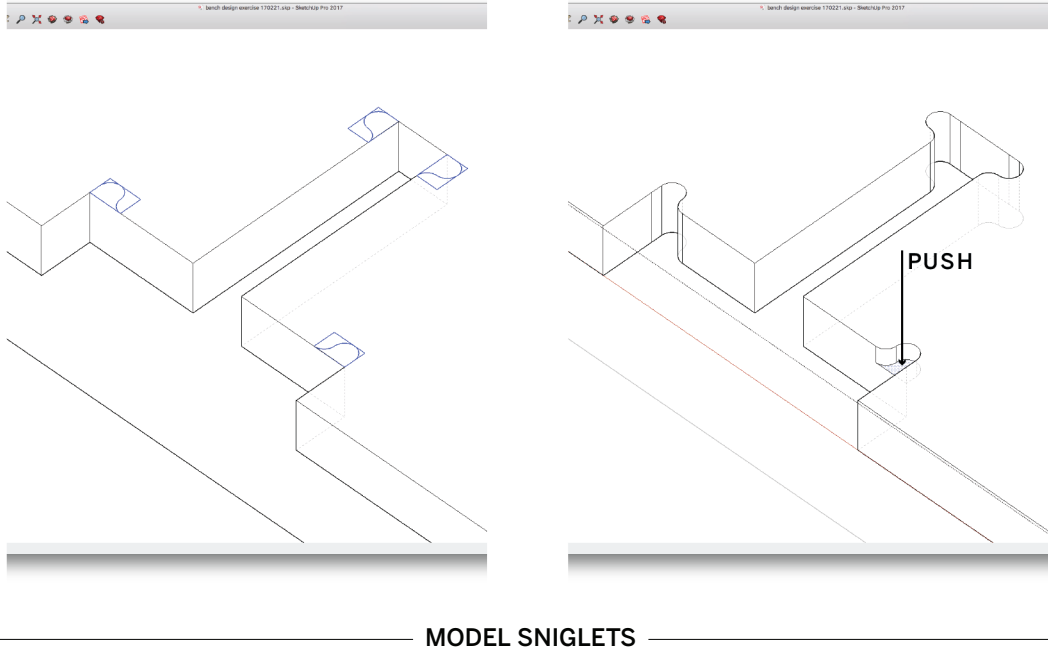 bench design exercise 170221.skp - SketchUp Pro 2017
bench design exercise 170221.skp - SketchUp Pro 2017
PUSH
MODEL SNIGLETS